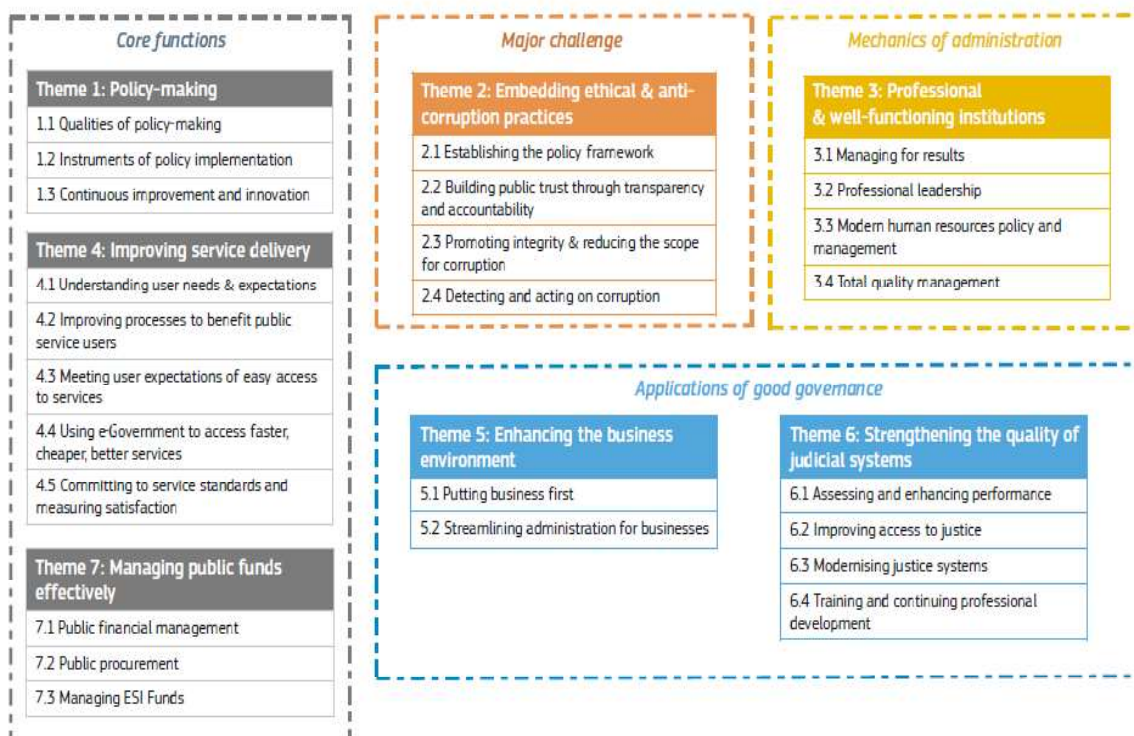 Core functions
Theme 1: Policy-making
1.1 Qualities of policy-making
1.2 Instruments of policy implementation
1.3 Continuous improvement and innovation
Theme 4: Improving service delivery
4.1 Understanding user needs & expectations
4.2 Improving processes to benefit public
service users
4.3 Meeting user expectations of easy access
to services
4.4 Using eGovernment to access faster,
cheaper, better services
4.5 Committing to service standards and
measuring satisfaction
Theme 7: Managing public funds
effectively
7.1 Public financial management
7.2 Public procurement
7.3 Managing ESI Funds
Major challenge
Theme 2: Embedding ethical & anti-
corruption practices
2.1 Establishing the policy framework
2.2 Building public trust through transparency
and accountability
2.3 Promoting integrity & reducing the scope
for corruption
2.4 Detecting and acting on corruption
Mechanics of administration
Theme 3: Professional
& well-functioning institutions
3.1 Managing for results
3.2 Professional leadership
3.3 Modern human resources policy and
management
3.4 Total quality management
Applications of good governance
Theme 5: Enhancing the business
environment
5.1 Putting business first
5.2 Streamlining administration for businesses
Theme 6: Strengthening the quality of
judicial systems
6.1 Assessing and enhancing performance
6.2 Improving access to justice
6.3 Modernising justice systems
6.4 Training and continuing professional
development